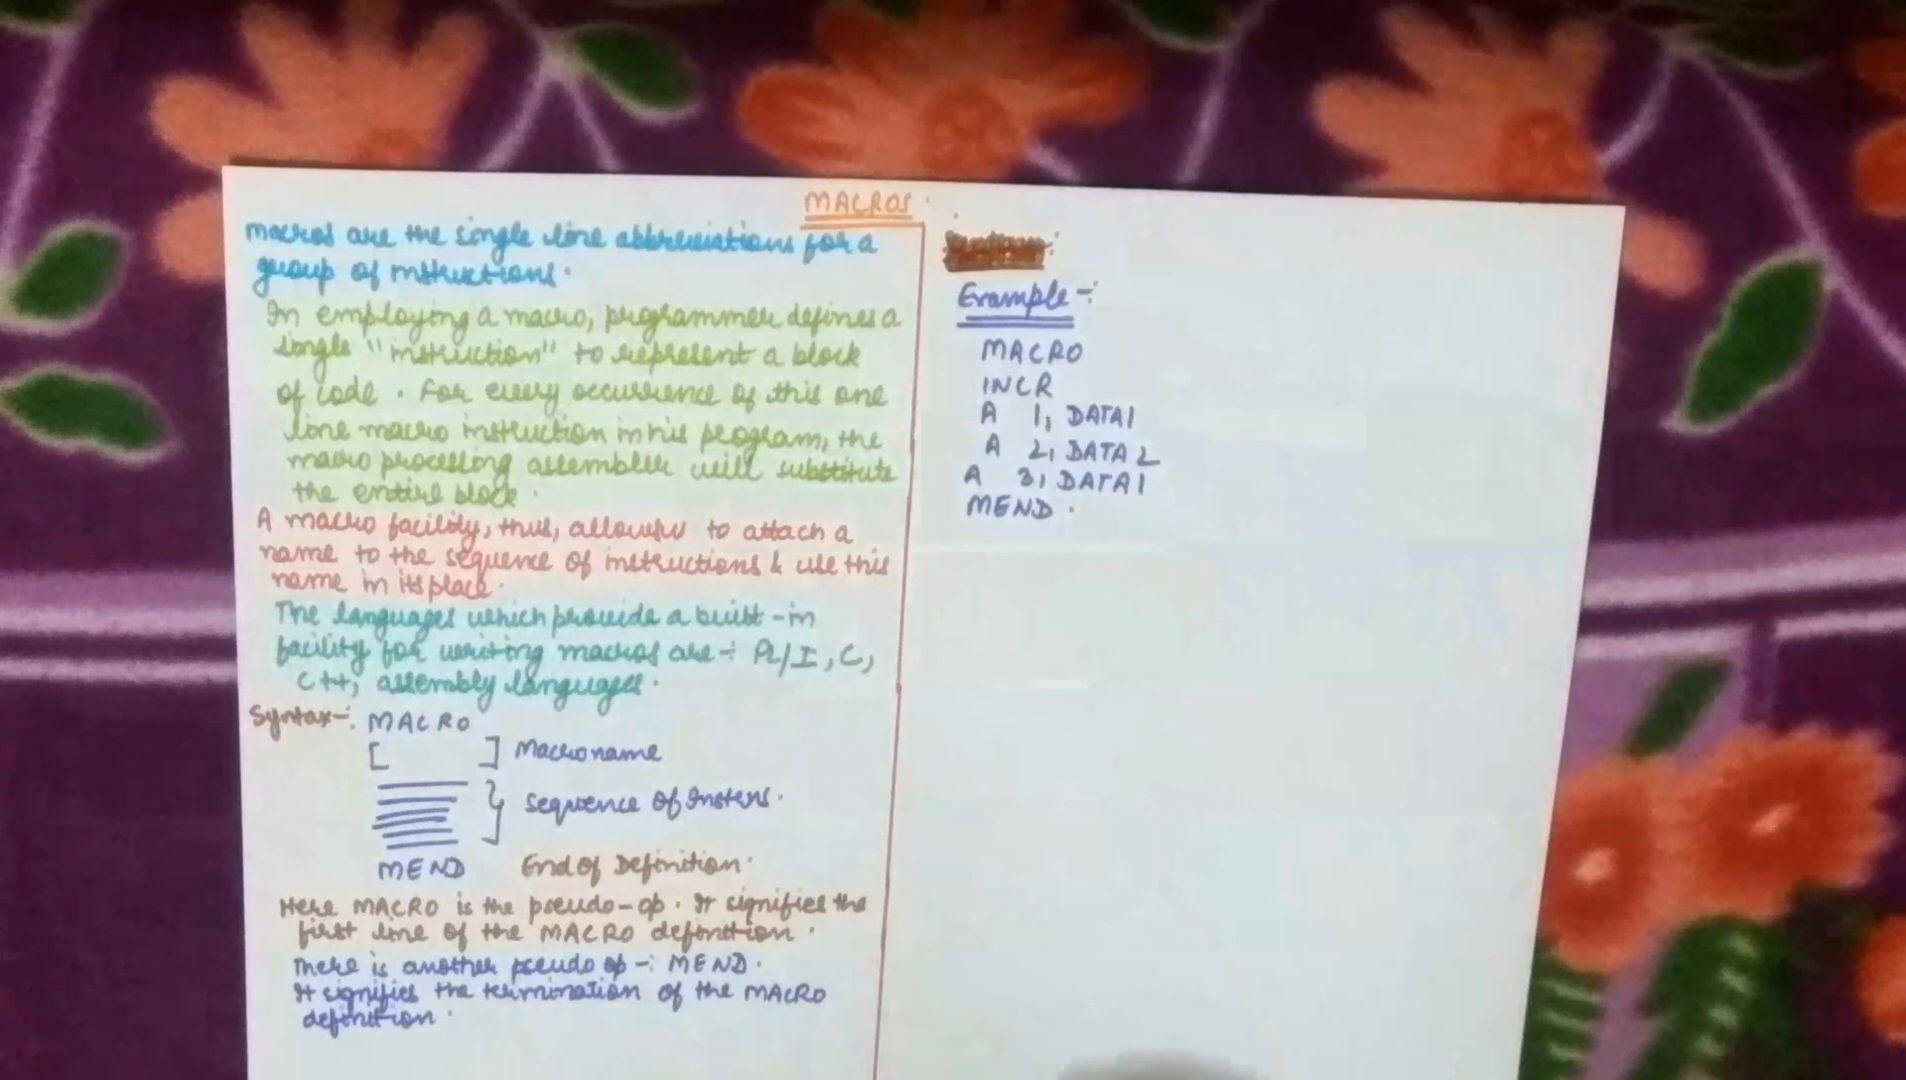 MACROS
Macros are the single line abbreviations for a
group of instructions.
In employing a macro, programmer defines a
single "instruction" to represent a block
of code. For every occurrence of this one
line macro instruction in his program, the
macro processing assembler will substitute
the entire block.
A macro facility, thus, allows us to attach a
name to the sequence of instructions & use this
name in its place.
The languages which provide a built-in
facility for writing macros are -: PL/I, C,
C++, assembly languages.
Syntax-: MACRO
[ ] Macro name
Sequence of Instrns.
MEND End of Definition.
Here MACRO is the pseudo-op. It signifies the
first line of the MACRO definition.
There is another pseudo op -: MEND.
It signifies the termination of the MACRO
definition.
Example -:
MACRO
INCR
A 1, DATA1
A 2, DATA2
A 3, DATA1
MEND.